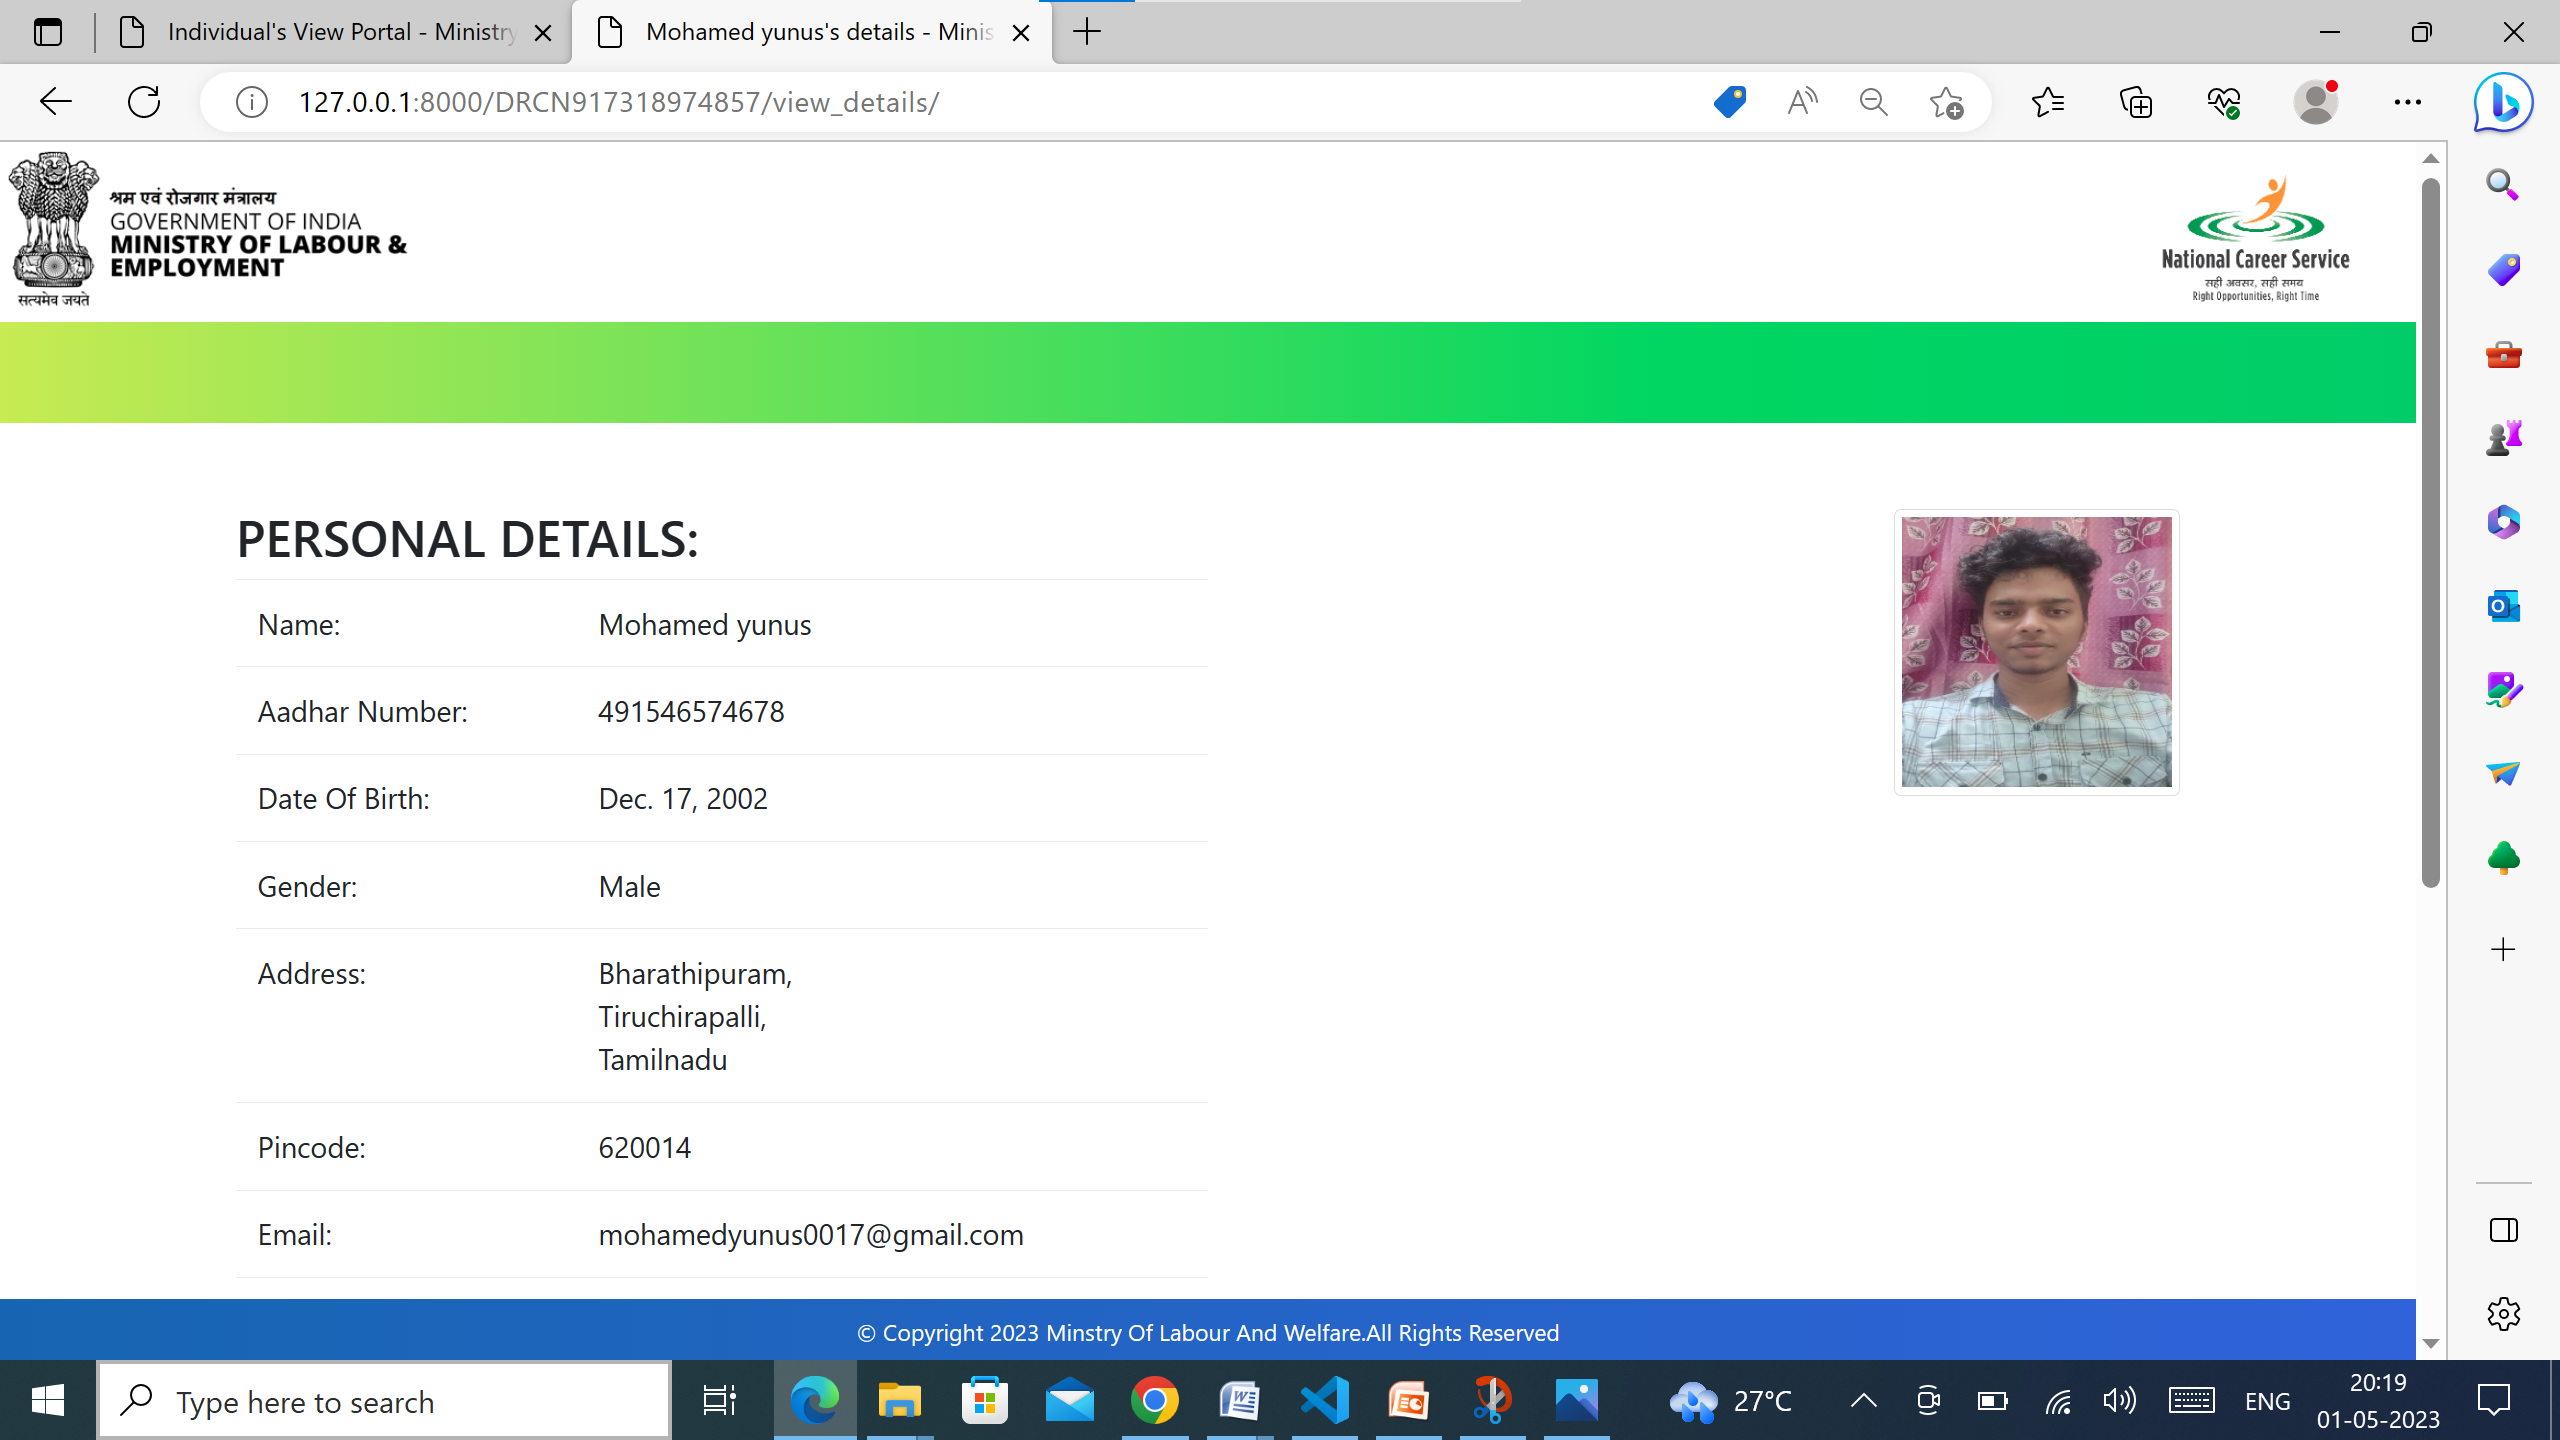 Individual's View Portal - Ministry
Mohamed yunus's details - Minis
127.0.0.1:8000/DRCN917318974857/view_details/
श्रम एवं रोजगार मंत्रालय
GOVERNMENT OF INDIA
MINISTRY OF LABOUR &
EMPLOYMENT
सत्यमेव जयते
National Career Service
सही अवसर, सही समय
Right Opportunities, Right Time
PERSONAL DETAILS:
Name: Mohamed yunus
Aadhar Number: 491546574678
Date Of Birth: Dec. 17, 2002
Gender: Male
Address: Bharathipuram,
Tiruchirapalli,
Tamilnadu
Pincode: 620014
Email: mohamedyunus0017@gmail.com
© Copyright 2023 Minstry Of Labour And Welfare.All Rights Reserved
Type here to search
27°C
ENG
20:19
01-05-2023